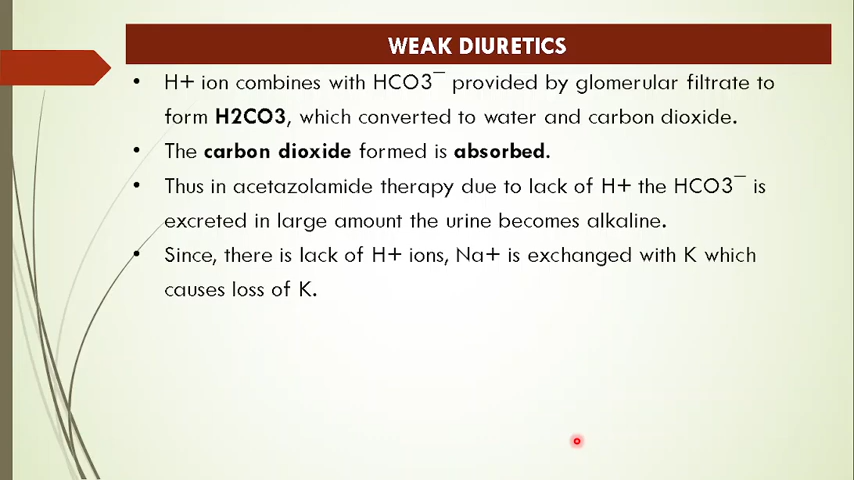 WEAK DIURETICS
• H+ ion combines with HCO3¯ provided by glomerular filtrate to
form H2CO3, which converted to water and carbon dioxide.
• The carbon dioxide formed is absorbed.
• Thus in acetazolamide therapy due to lack of H+ the HCO3¯ is
excreted in large amount the urine becomes alkaline.
• Since, there is lack of H+ ions, Na+ is exchanged with K which
causes loss of K.